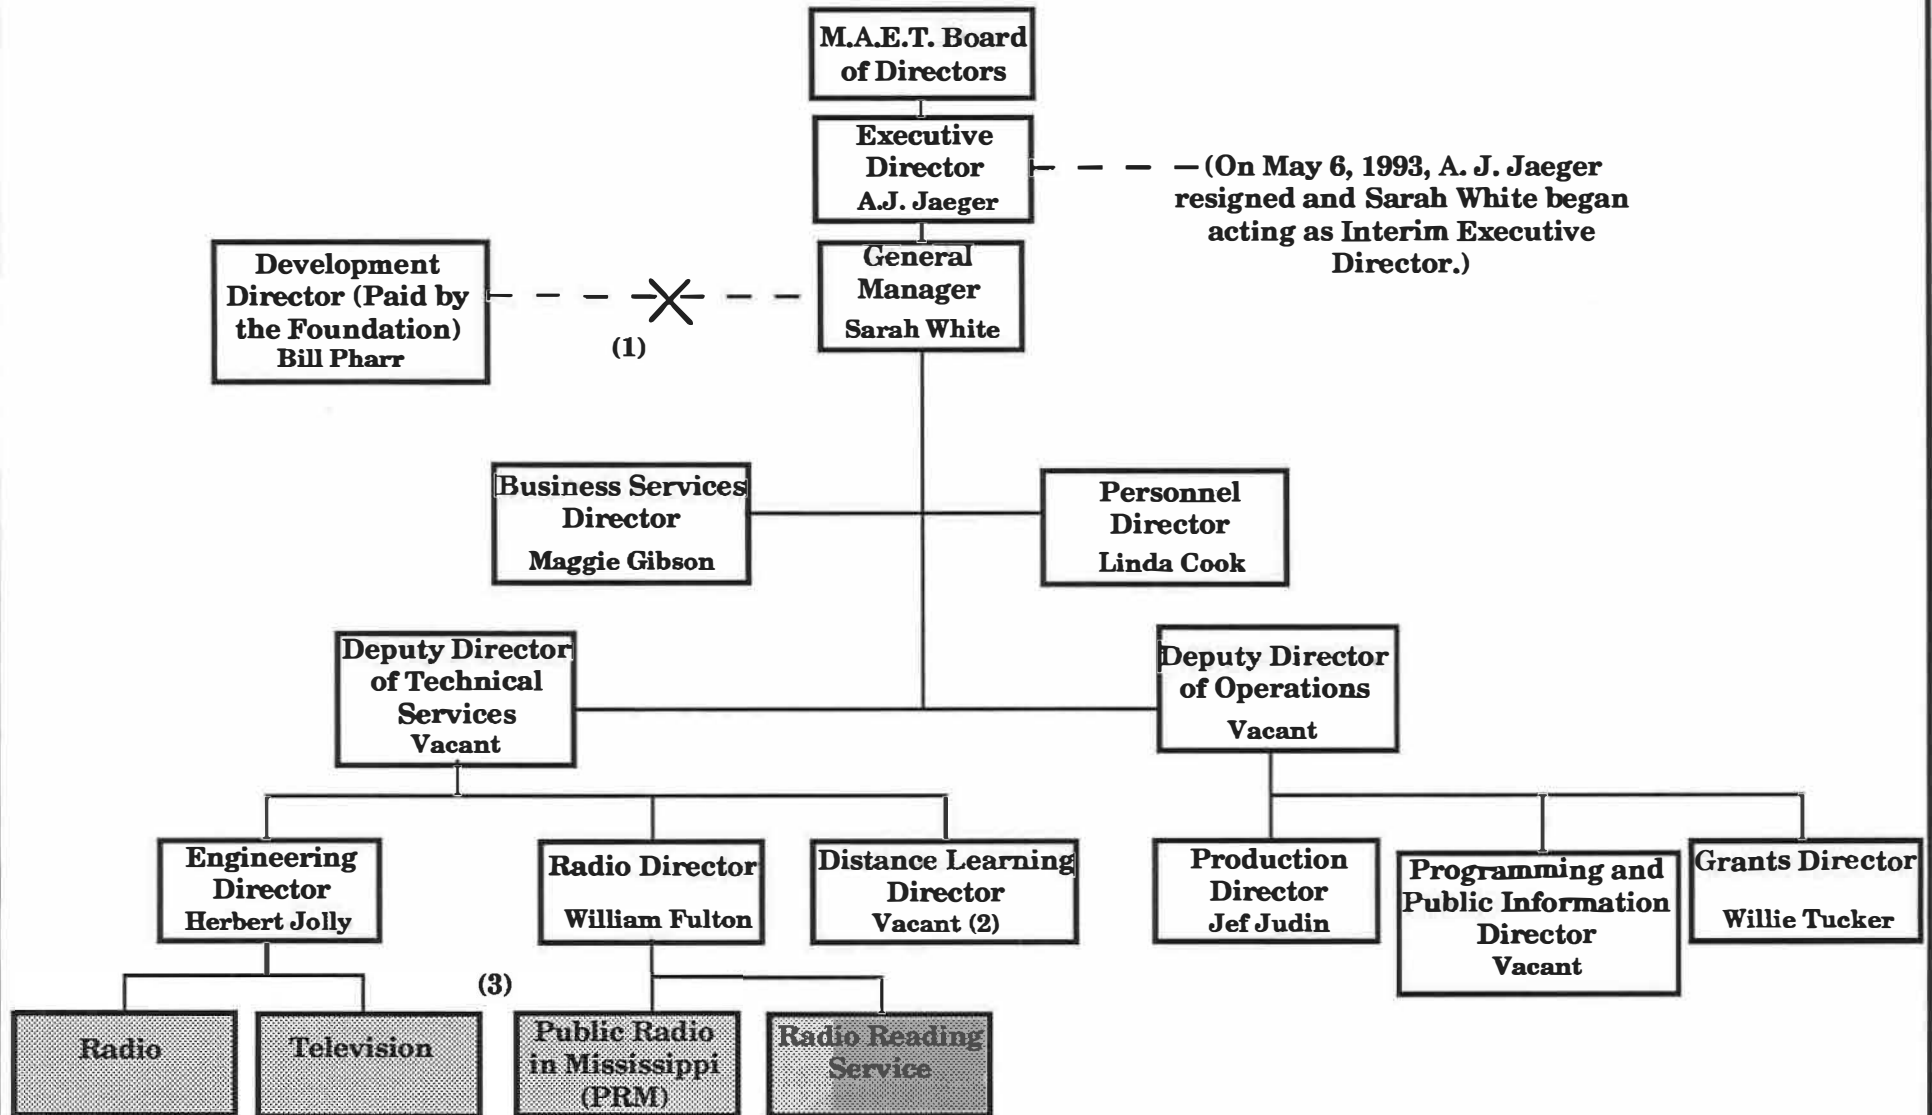 M.A.E.T. Board
of Directors
Executive
Director
A.J. Jaeger
(On May 6, 1993, A. J. Jaeger
resigned and Sarah White began
acting as Interim Executive
Director.)
Development
Director (Paid by
the Foundation)
Bill Pharr
(1)
General
Manager
Sarah White
Business Services
Director
Maggie Gibson
Personnel
Director
Linda Cook
Deputy Director
of Technical
Services
Vacant
Deputy Director
of Operations
Vacant
Engineering
Director
Herbert Jolly
Radio Director
William Fulton
Distance Learning
Director
Vacant (2)
Production
Director
Jef Judin
Programming and
Public Information
Director
Vacant
Grants Director
Willie Tucker
(3)
Radio
Television
Public Radio
in Mississippi
(PRM)
Radio Reading
Service